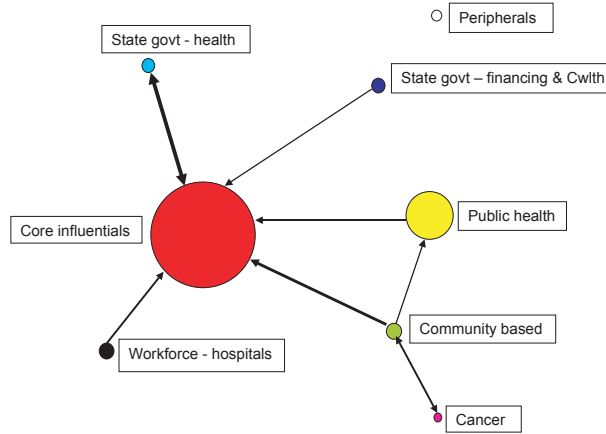 Peripherals
State govt - health
State govt – financing & Cwlth
Core influentials
Public health
Community based
Workforce - hospitals
Cancer